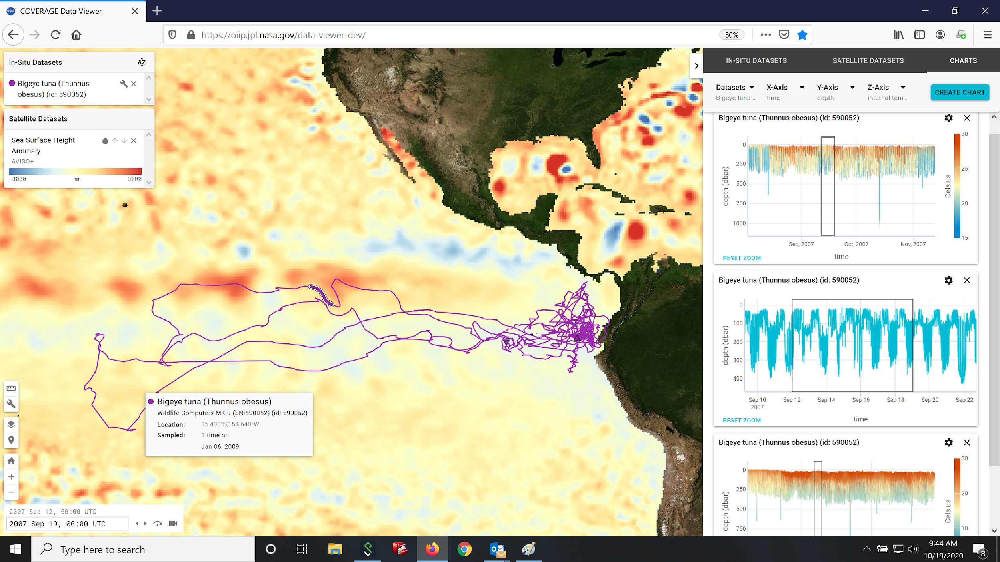 COVERAGE Data Viewer
https://oiip.jpl.nasa.gov/data-viewer-dev/
80%
In-Situ Datasets
AZ
Bigeye tuna (Thunnus
obesus) (id: 590052)
Satellite Datasets
Sea Surface Height
Anomaly
AVISO+
-3000 mm 3000
Bigeye tuna (Thunnus obesus)
Wildlife Computers MK-9 (SN:590052) (id: 590052)
Location: 15.400°S,154.640°W
Sampled: 1 time on
Jan 06, 2009
2007 Sep 12, 00:00 UTC
2007 Sep 19, 00:00 UTC
IN-SITU DATASETS SATELLITE DATASETS CHARTS
Datasets X-Axis Y-Axis Z-Axis
Bigeye tuna ... time depth internal tem...
CREATE CHART
Bigeye tuna (Thunnus obesus) (id: 590052)
0
250
500
750
1000
depth (dbar)
Sep, 2007 Oct, 2007 Nov, 2007
time
30
25
20
15
Celsius
RESET ZOOM
Bigeye tuna (Thunnus obesus) (id: 590052)
0
100
200
300
400
depth (dbar)
Sep 10 Sep 12 Sep 14 Sep 16 Sep 18 Sep 20 Sep 22
2007
time
RESET ZOOM
Bigeye tuna (Thunnus obesus) (id: 590052)
0
250
500
750
depth (dbar)
30
20
10
Celsius
Type here to search
9:44 AM
10/19/2020
8